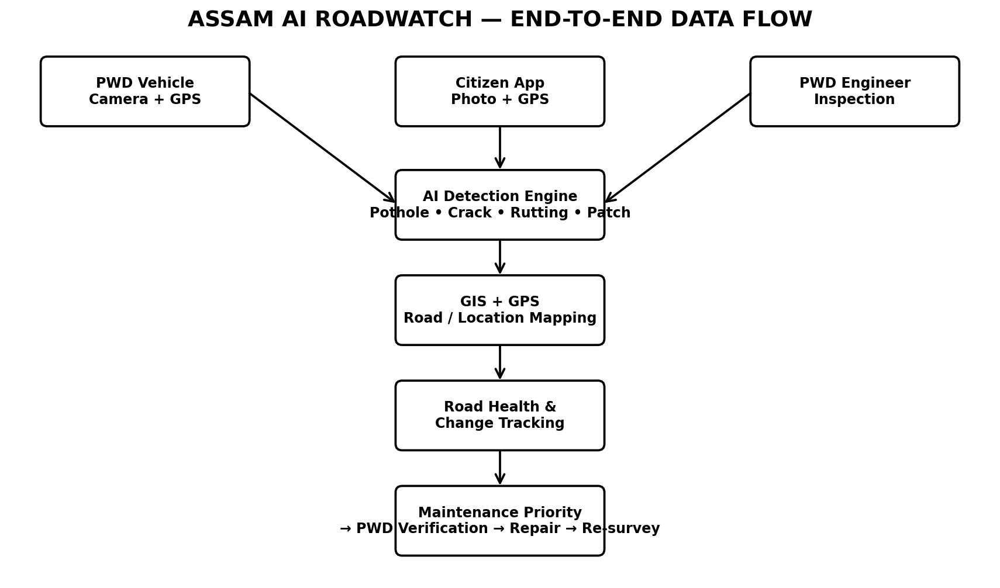 ASSAM AI ROADWATCH — END-TO-END DATA FLOW
PWD Vehicle
Camera + GPS
Citizen App
Photo + GPS
PWD Engineer
Inspection
AI Detection Engine
Pothole • Crack • Rutting • Patch
GIS + GPS
Road / Location Mapping
Road Health &
Change Tracking
Maintenance Priority
→ PWD Verification → Repair → Re-survey